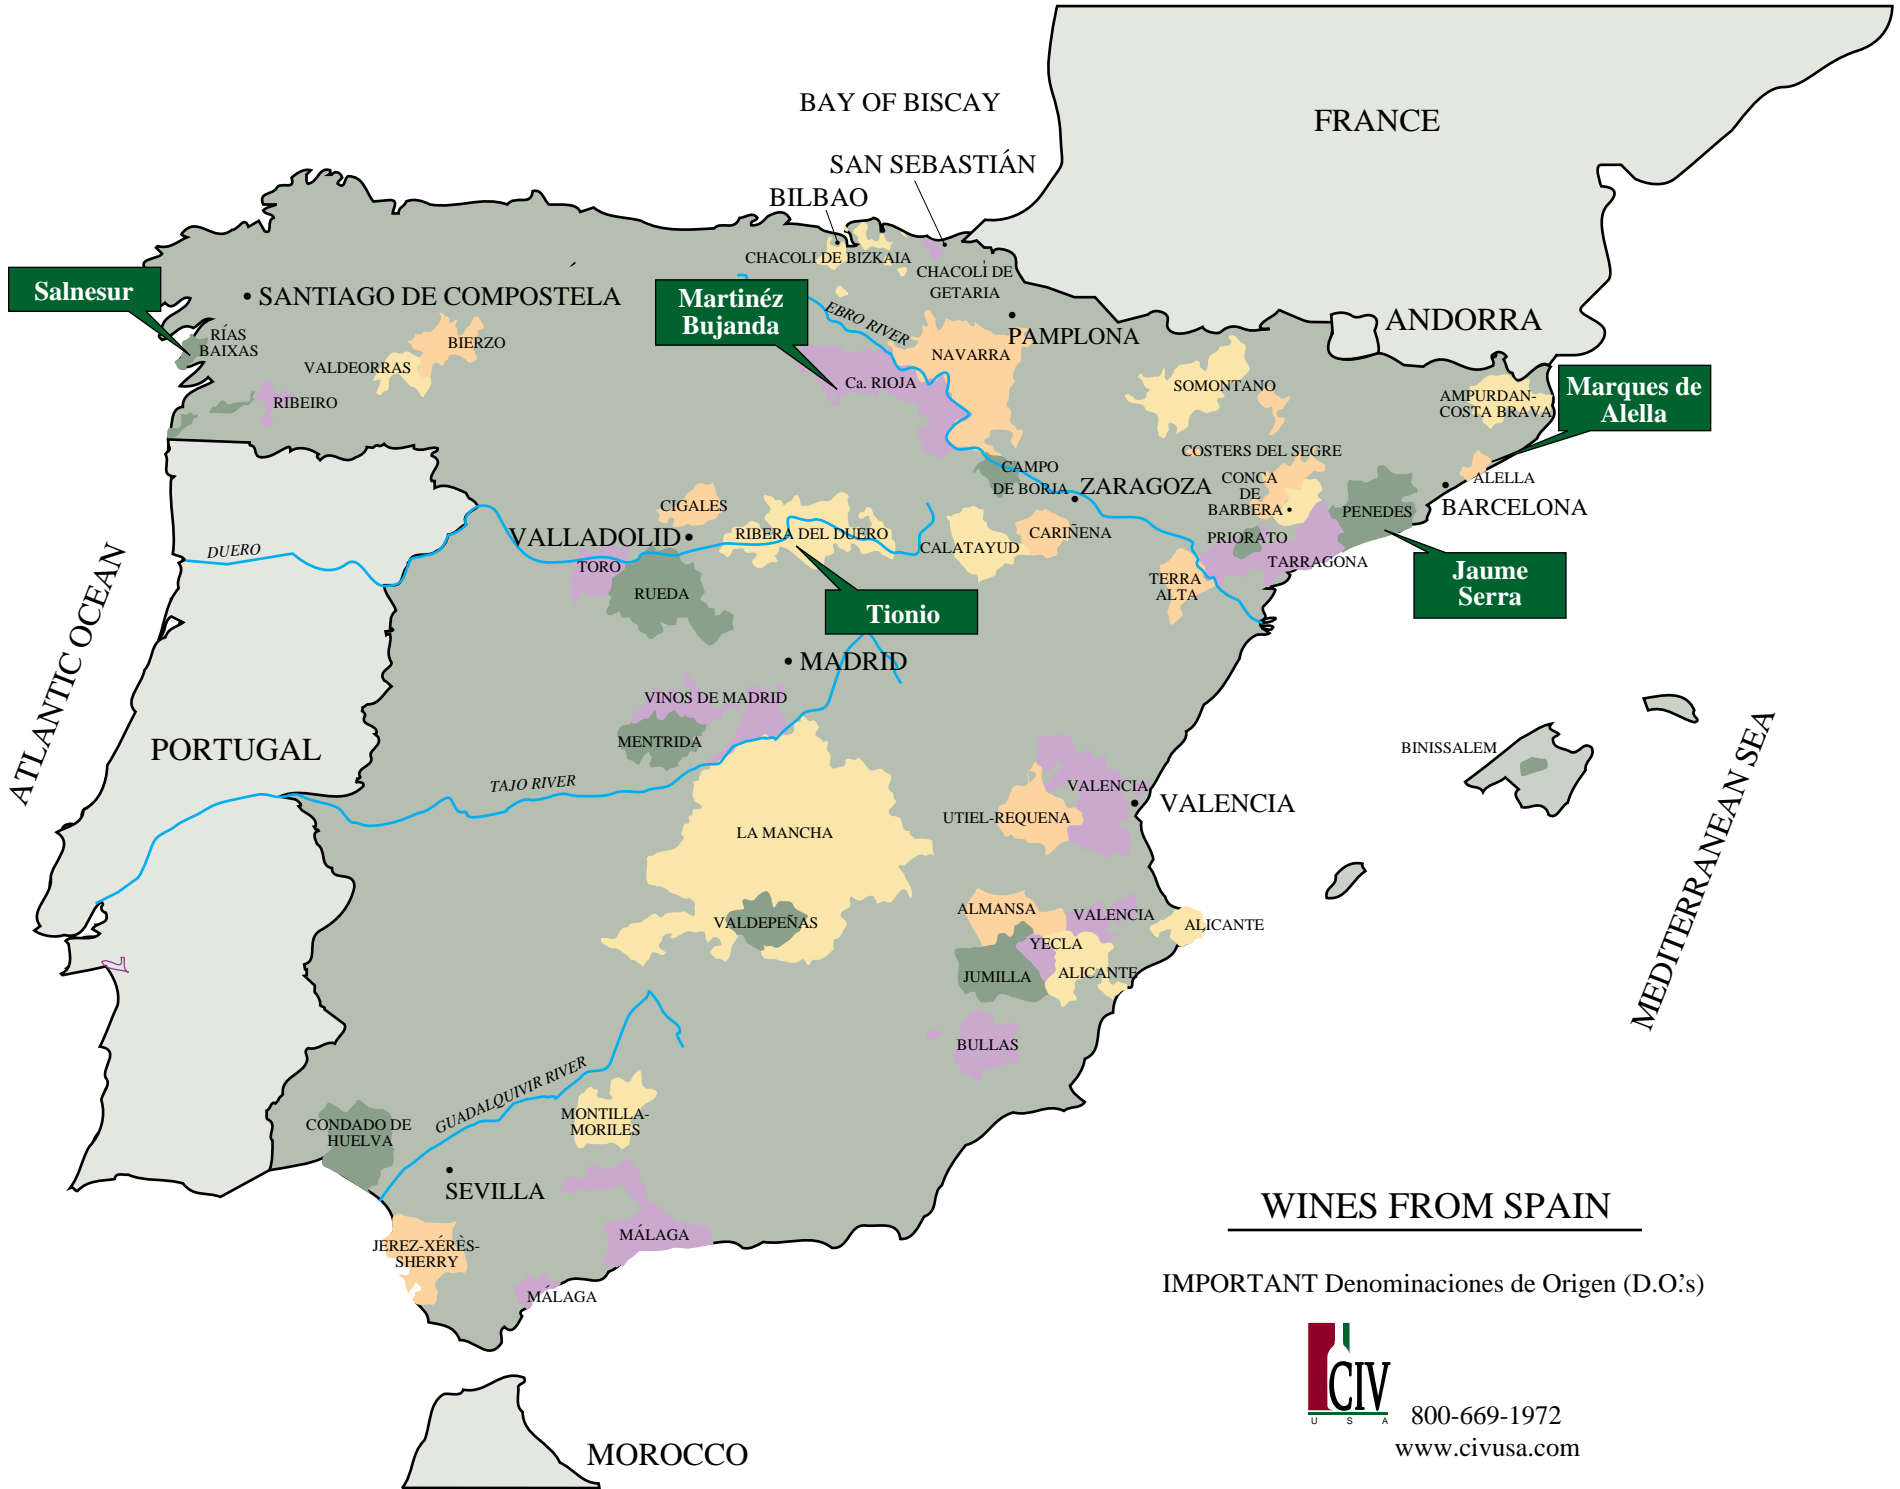 BAY OF BISCAY
FRANCE
SAN SEBASTIÁN
BILBAO
CHACOLI DE BIZKAIA
CHACOLÍ DE
GETARIA
Salnesur
SANTIAGO DE COMPOSTELA
Martinéz
Bujanda
EBRO RIVER
PAMPLONA
ANDORRA
RÍAS
BAIXAS
BIERZO
VALDEORRAS
RIBEIRO
NAVARRA
Ca. RIOJA
SOMONTANO
AMPURDAN-
COSTA BRAVA
Marques de
Alella
COSTERS DEL SEGRE
CAMPO
DE BORJA
ZARAGOZA
CONCA
DE
BARBERA
ALELLA
BARCELONA
PENEDES
CIGALES
VALLADOLID
RIBERA DEL DUERO
CALATAYUD
CARIÑENA
PRIORATO
TARRAGONA
DUERO
TORO
RUEDA
TERRA
ALTA
Jaume
Serra
Tionio
ATLANTIC OCEAN
MADRID
VINOS DE MADRID
MENTRIDA
PORTUGAL
TAJO RIVER
BINISSALEM
VALENCIA
VALENCIA
UTIEL-REQUENA
LA MANCHA
MEDITERRANEAN SEA
VALDEPEÑAS
ALMANSA
VALENCIA
ALICANTE
YECLA
JUMILLA
ALICANTE
BULLAS
GUADALQUIVIR RIVER
MONTILLA-
MORILES
CONDADO DE
HUELVA
SEVILLA
MÁLAGA
JEREZ-XÉRÈS-
SHERRY
MÁLAGA
WINES FROM SPAIN
IMPORTANT Denominaciones de Origen (D.O.'s)
CIV
U S A
800-669-1972
www.civusa.com
MOROCCO